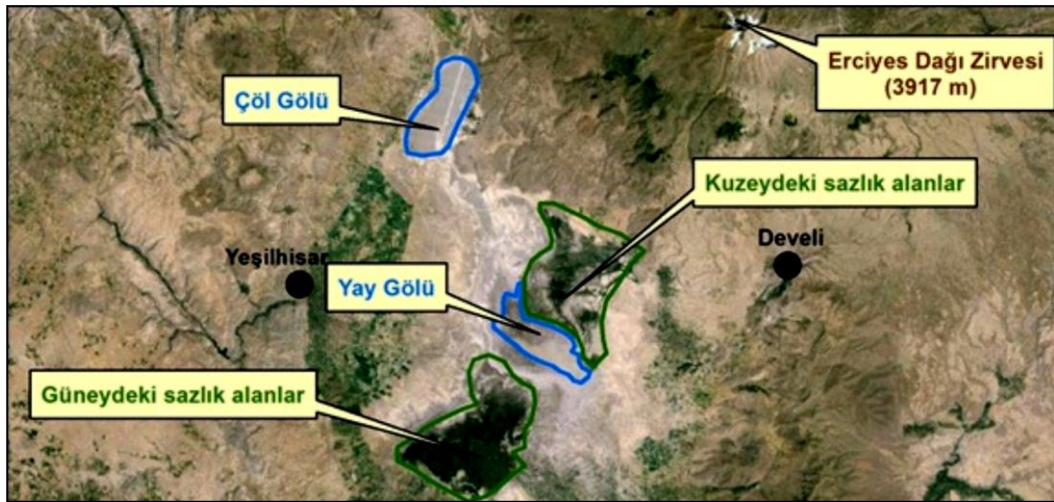 Erciyes Dağı Zirvesi
(3917 m)
Çöl Gölü
Kuzeydeki sazlık alanlar
Develi
Yeşilhisar
Yay Gölü
Güneydeki sazlık alanlar